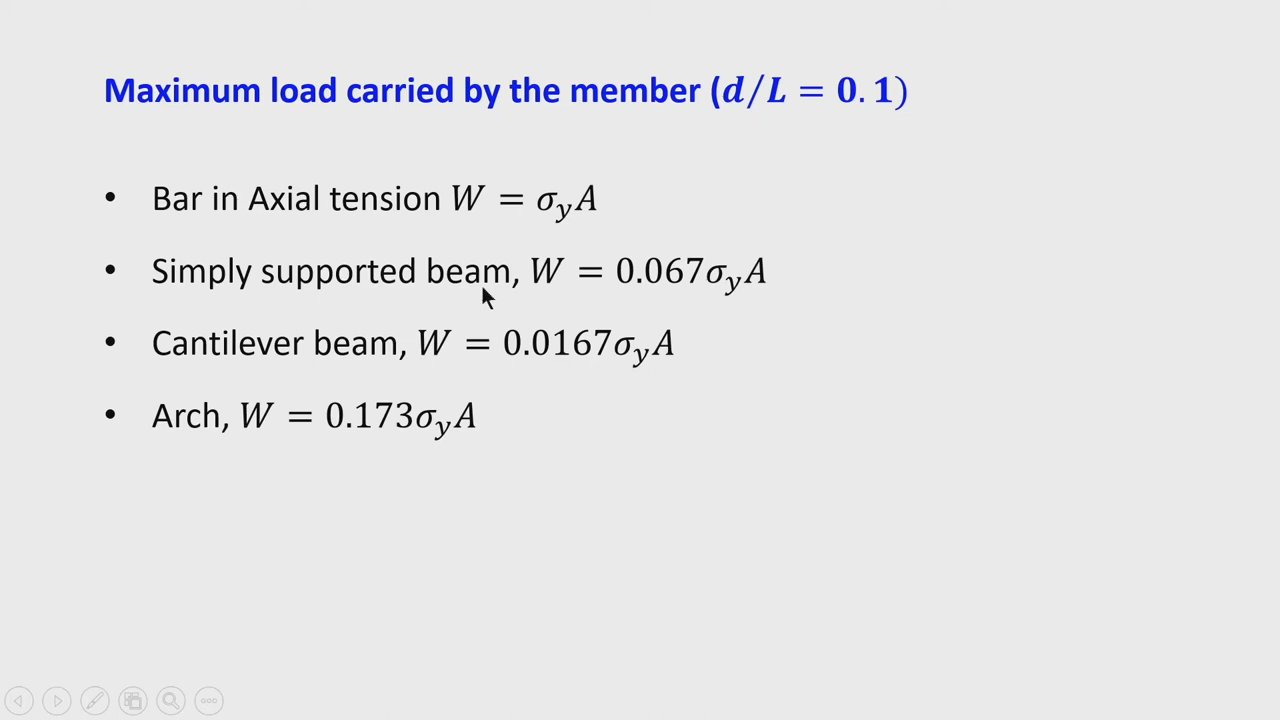 Maximum load carried by the member (d/L = 0.1)
• Bar in Axial tension W = σ_y A
• Simply supported beam, W = 0.067σ_y A
• Cantilever beam, W = 0.0167σ_y A
• Arch, W = 0.173σ_y A